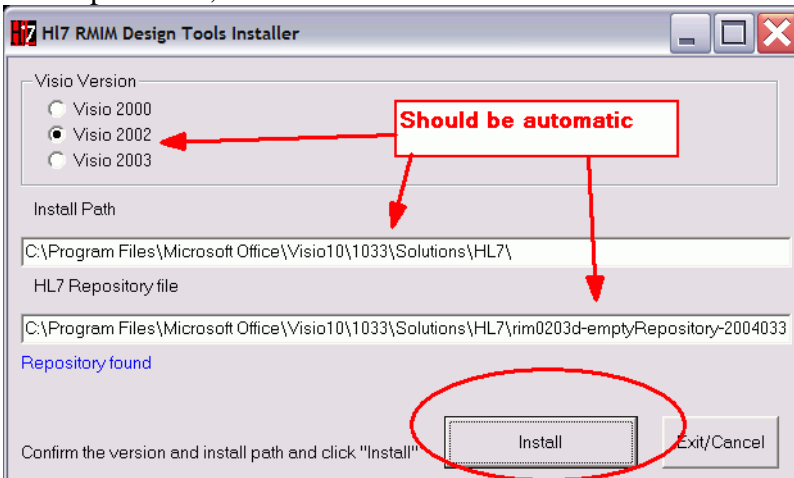 Hl7 RMIM Design Tools Installer
Visio Version
Visio 2000
Visio 2002
Visio 2003
Should be automatic
Install Path
C:\Program Files\Microsoft Office\Visio10\1033\Solutions\HL7\
HL7 Repository file
C:\Program Files\Microsoft Office\Visio10\1033\Solutions\HL7\rim0203d-emptyRepository-2004033
Repository found
Confirm the version and install path and click "Install"
Install
Exit/Cancel